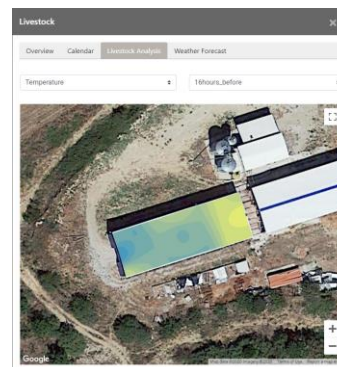 Livestock ×
Overview Calendar Livestock Analysis Weather Forecast
Temperature 16hours_before
+
−
Google